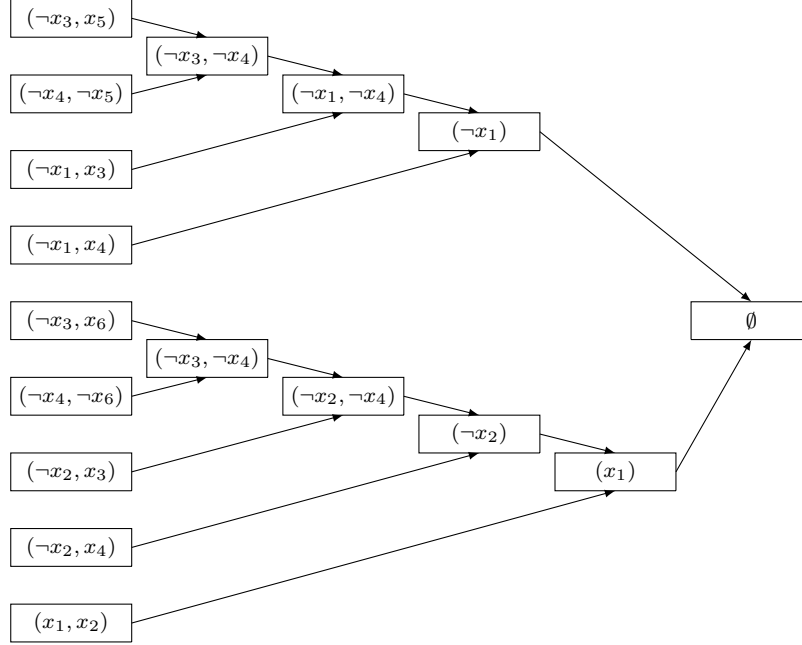 (¬x₃, x₅)
(¬x₃, ¬x₄)
(¬x₄, ¬x₅)
(¬x₁, ¬x₄)
(¬x₁)
(¬x₁, x₃)
(¬x₁, x₄)
(¬x₃, x₆)
∅
(¬x₃, ¬x₄)
(¬x₄, ¬x₆)
(¬x₂, ¬x₄)
(¬x₂)
(¬x₂, x₃)
(x₁)
(¬x₂, x₄)
(x₁, x₂)